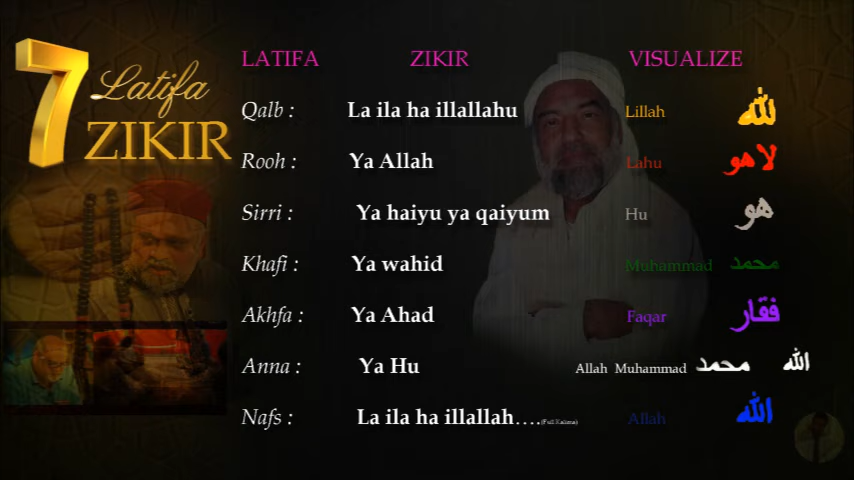 7 Latifa
ZIKIR
LATIFA ZIKIR VISUALIZE
Qalb : La ila ha illallahu Lillah لله
Rooh : Ya Allah Lahu لاهو
Sirri : Ya haiyu ya qaiyum Hu هو
Khafi : Ya wahid Muhammad محمد
Akhfa : Ya Ahad Faqar فقار
Anna : Ya Hu Allah Muhammad محمد الله
Nafs : La ila ha illallah....(Full Kalima) Allah الله